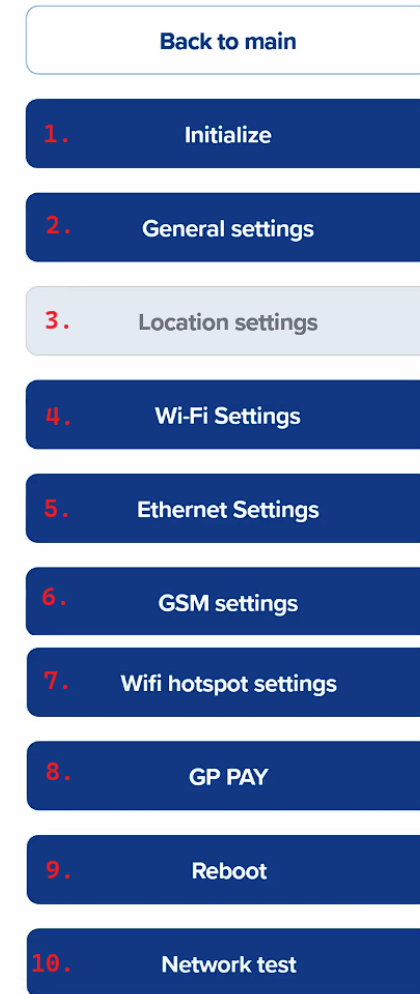 Back to main
1. Initialize
2. General settings
3. Location settings
4. Wi-Fi Settings
5. Ethernet Settings
6. GSM settings
7. Wifi hotspot settings
8. GP PAY
9. Reboot
10. Network test